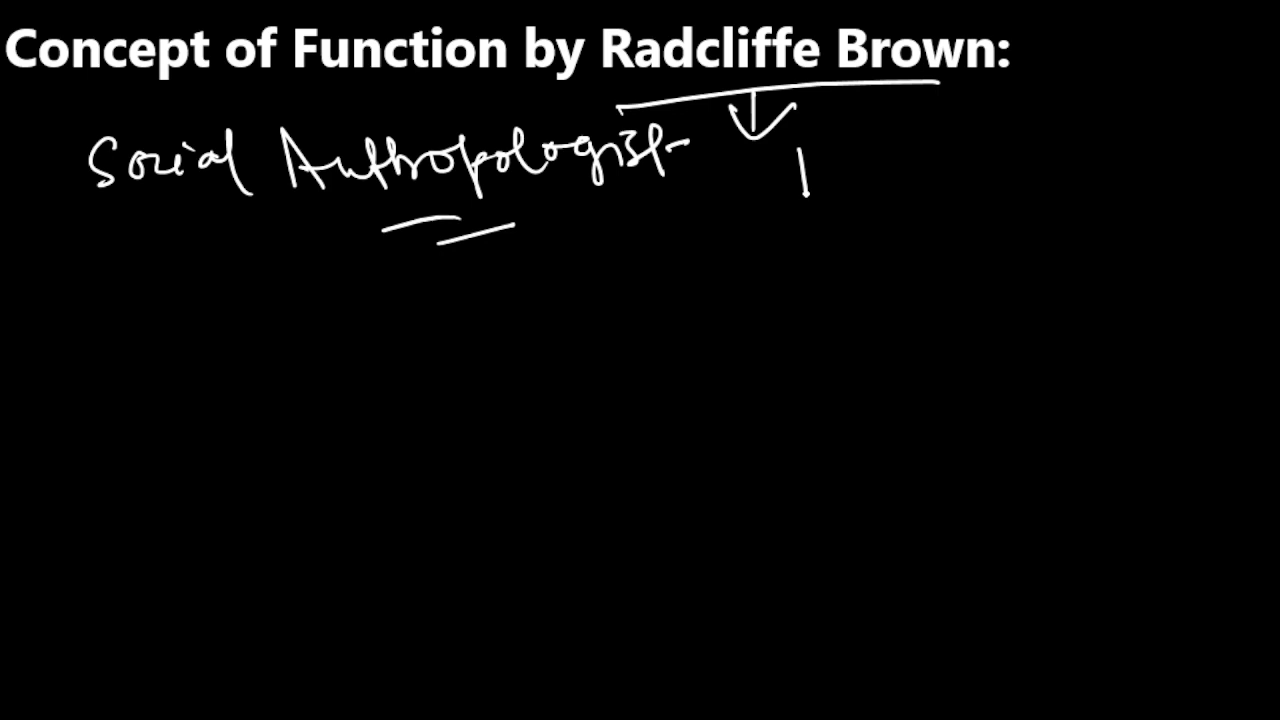 Concept of Function by Radcliffe Brown:
Social Anthropologist